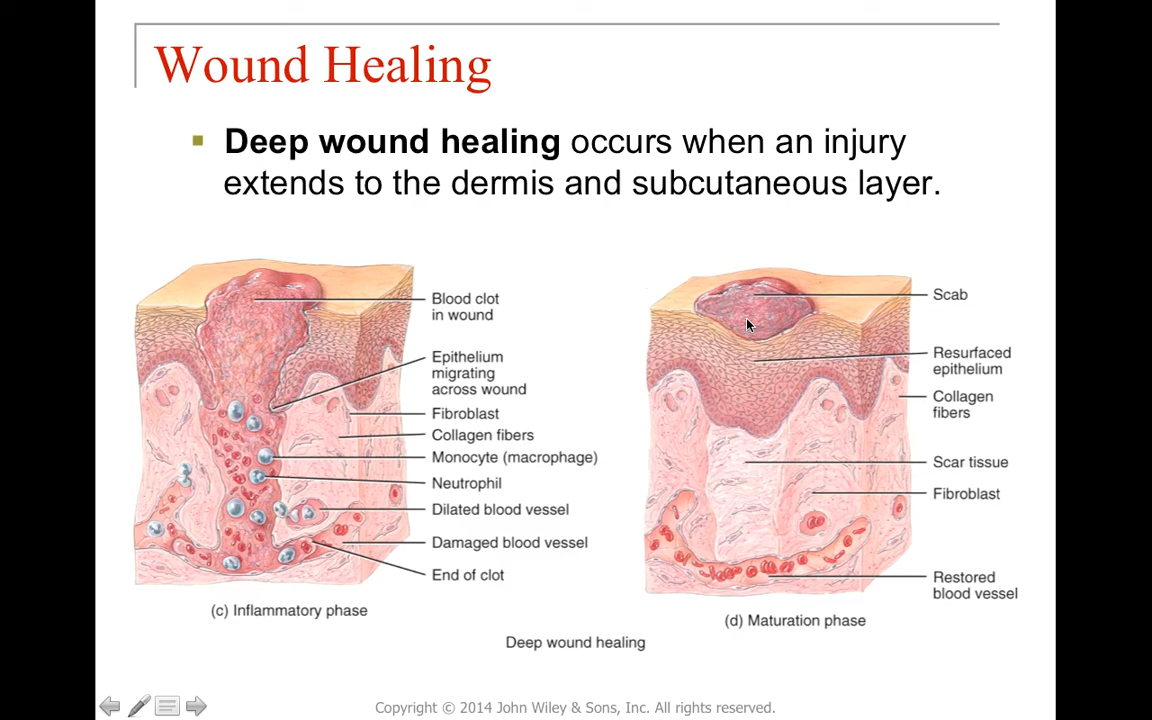 Wound Healing
Deep wound healing occurs when an injury
extends to the dermis and subcutaneous layer.
Blood clot
in wound
Epithelium
migrating
across wound
Fibroblast
Collagen fibers
Monocyte (macrophage)
Neutrophil
Dilated blood vessel
Damaged blood vessel
End of clot
(c) Inflammatory phase
Scab
Resurfaced
epithelium
Collagen
fibers
Scar tissue
Fibroblast
Restored
blood vessel
(d) Maturation phase
Deep wound healing
Copyright © 2014 John Wiley & Sons, Inc. All rights reserved.